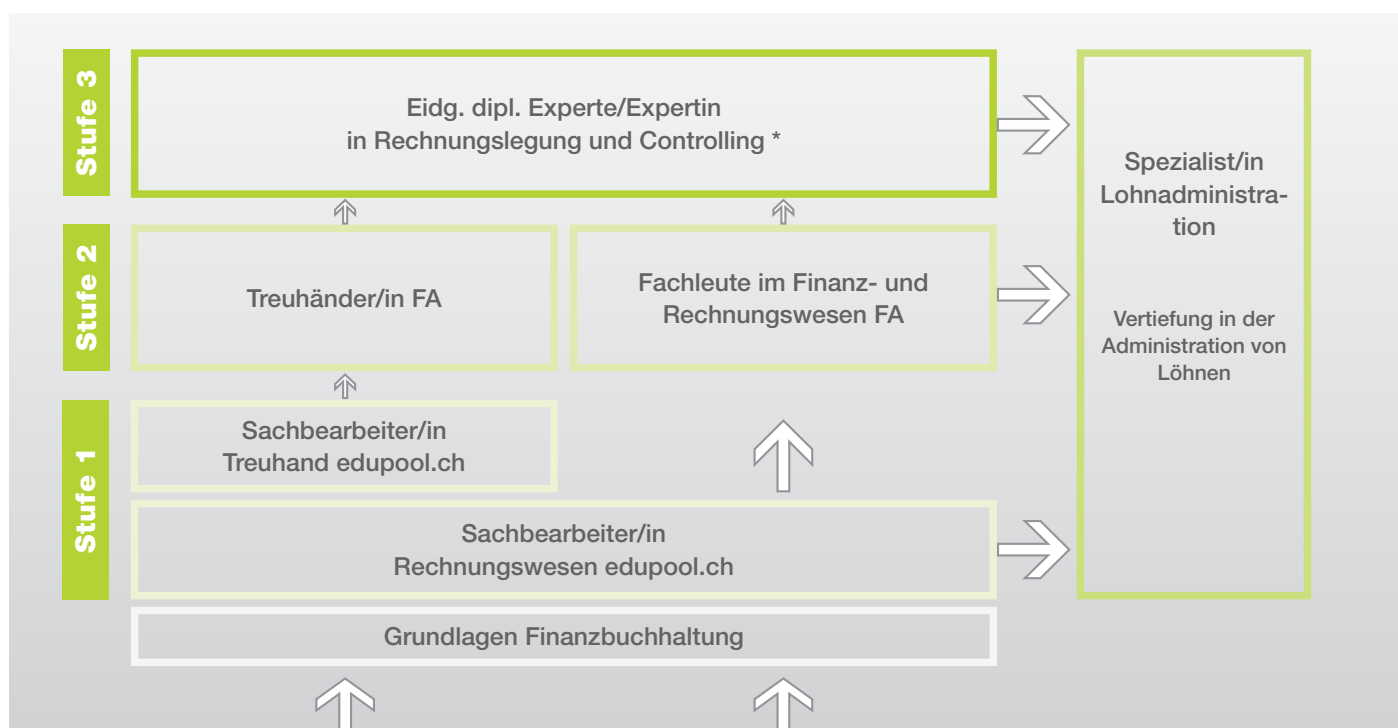 Stufe 3
Eidg. dipl. Experte/Expertin
in Rechnungslegung und Controlling *
Spezialist/in
Lohnadministra-
tion
Vertiefung in der
Administration von
Löhnen
Stufe 2
Treuhänder/in FA
Fachleute im Finanz- und
Rechnungswesen FA
Stufe 1
Sachbearbeiter/in
Treuhand edupool.ch
Sachbearbeiter/in
Rechnungswesen edupool.ch
Grundlagen Finanzbuchhaltung